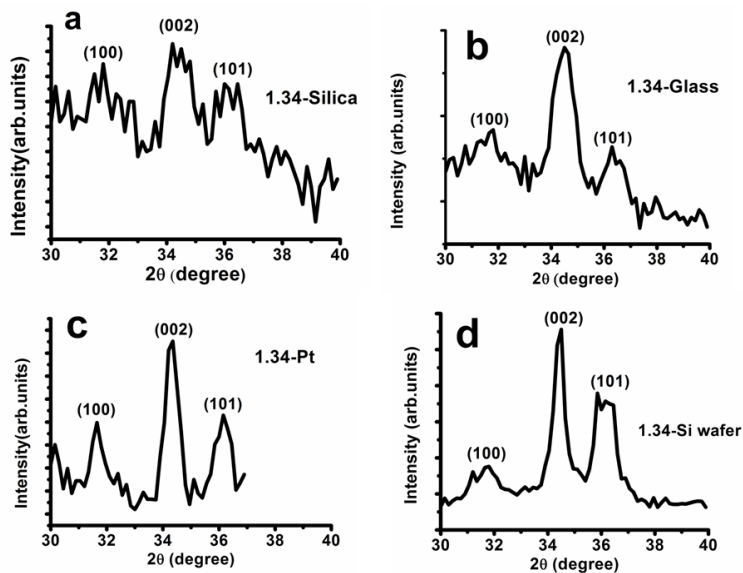 a
(100)
(002)
(101)
1.34-Silica
Intensity(arb.units)
30 32 34 36 38 40
2θ (degree)
b
(100)
(002)
(101)
1.34-Glass
Intensity (arb.units)
30 32 34 36 38 40
2θ (degree)
c
(100)
(002)
(101)
1.34-Pt
Intensity(arb.units)
30 32 34 36 38 40
2θ (degree)
d
(100)
(002)
(101)
1.34-Si wafer
Intensity (arb.units)
30 32 34 36 38 40
2θ (degree)